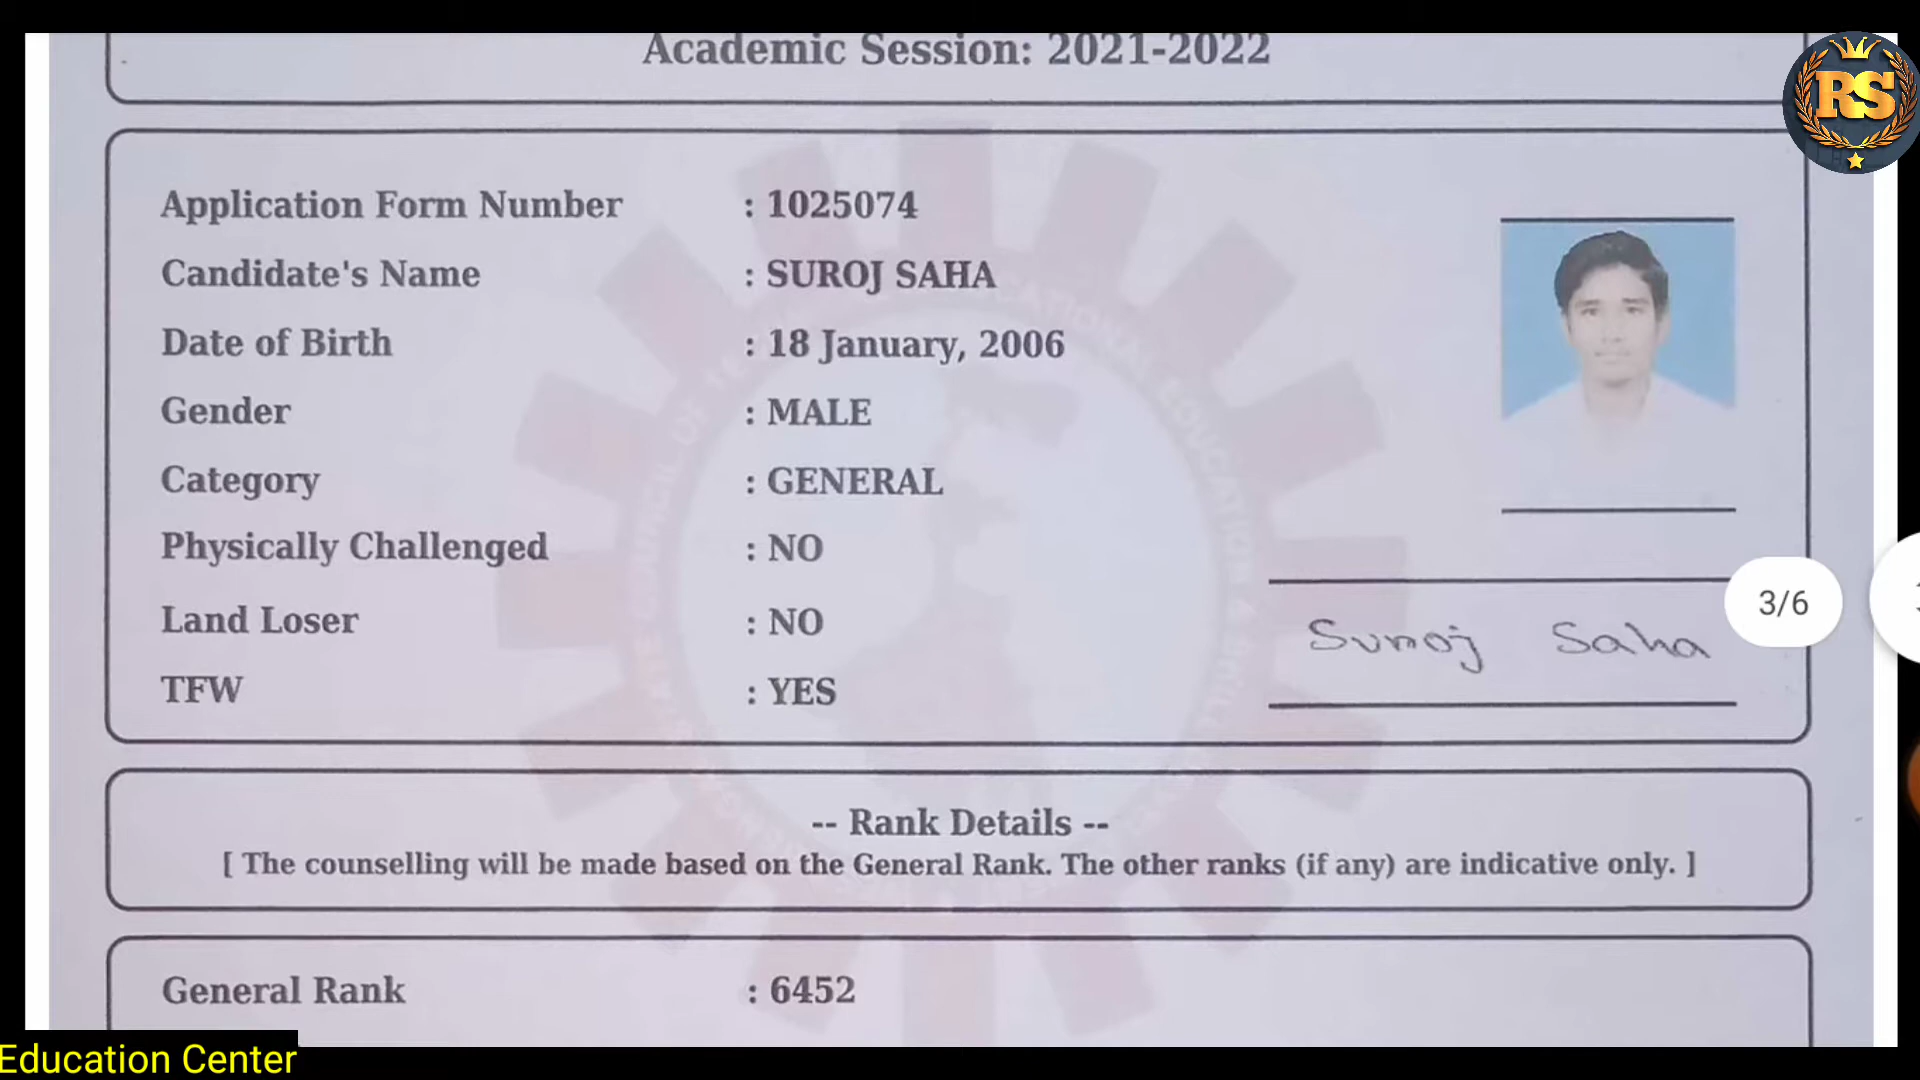 Academic Session: 2021-2022
RS
Application Form Number : 1025074
Candidate's Name : SUROJ SAHA
Date of Birth : 18 January, 2006
Gender : MALE
Category : GENERAL
Physically Challenged : NO
Land Loser : NO
TFW : YES
3/6
Suroj Saha
-- Rank Details --
[ The counselling will be made based on the General Rank. The other ranks (if any) are indicative only. ]
General Rank : 6452
Education Center